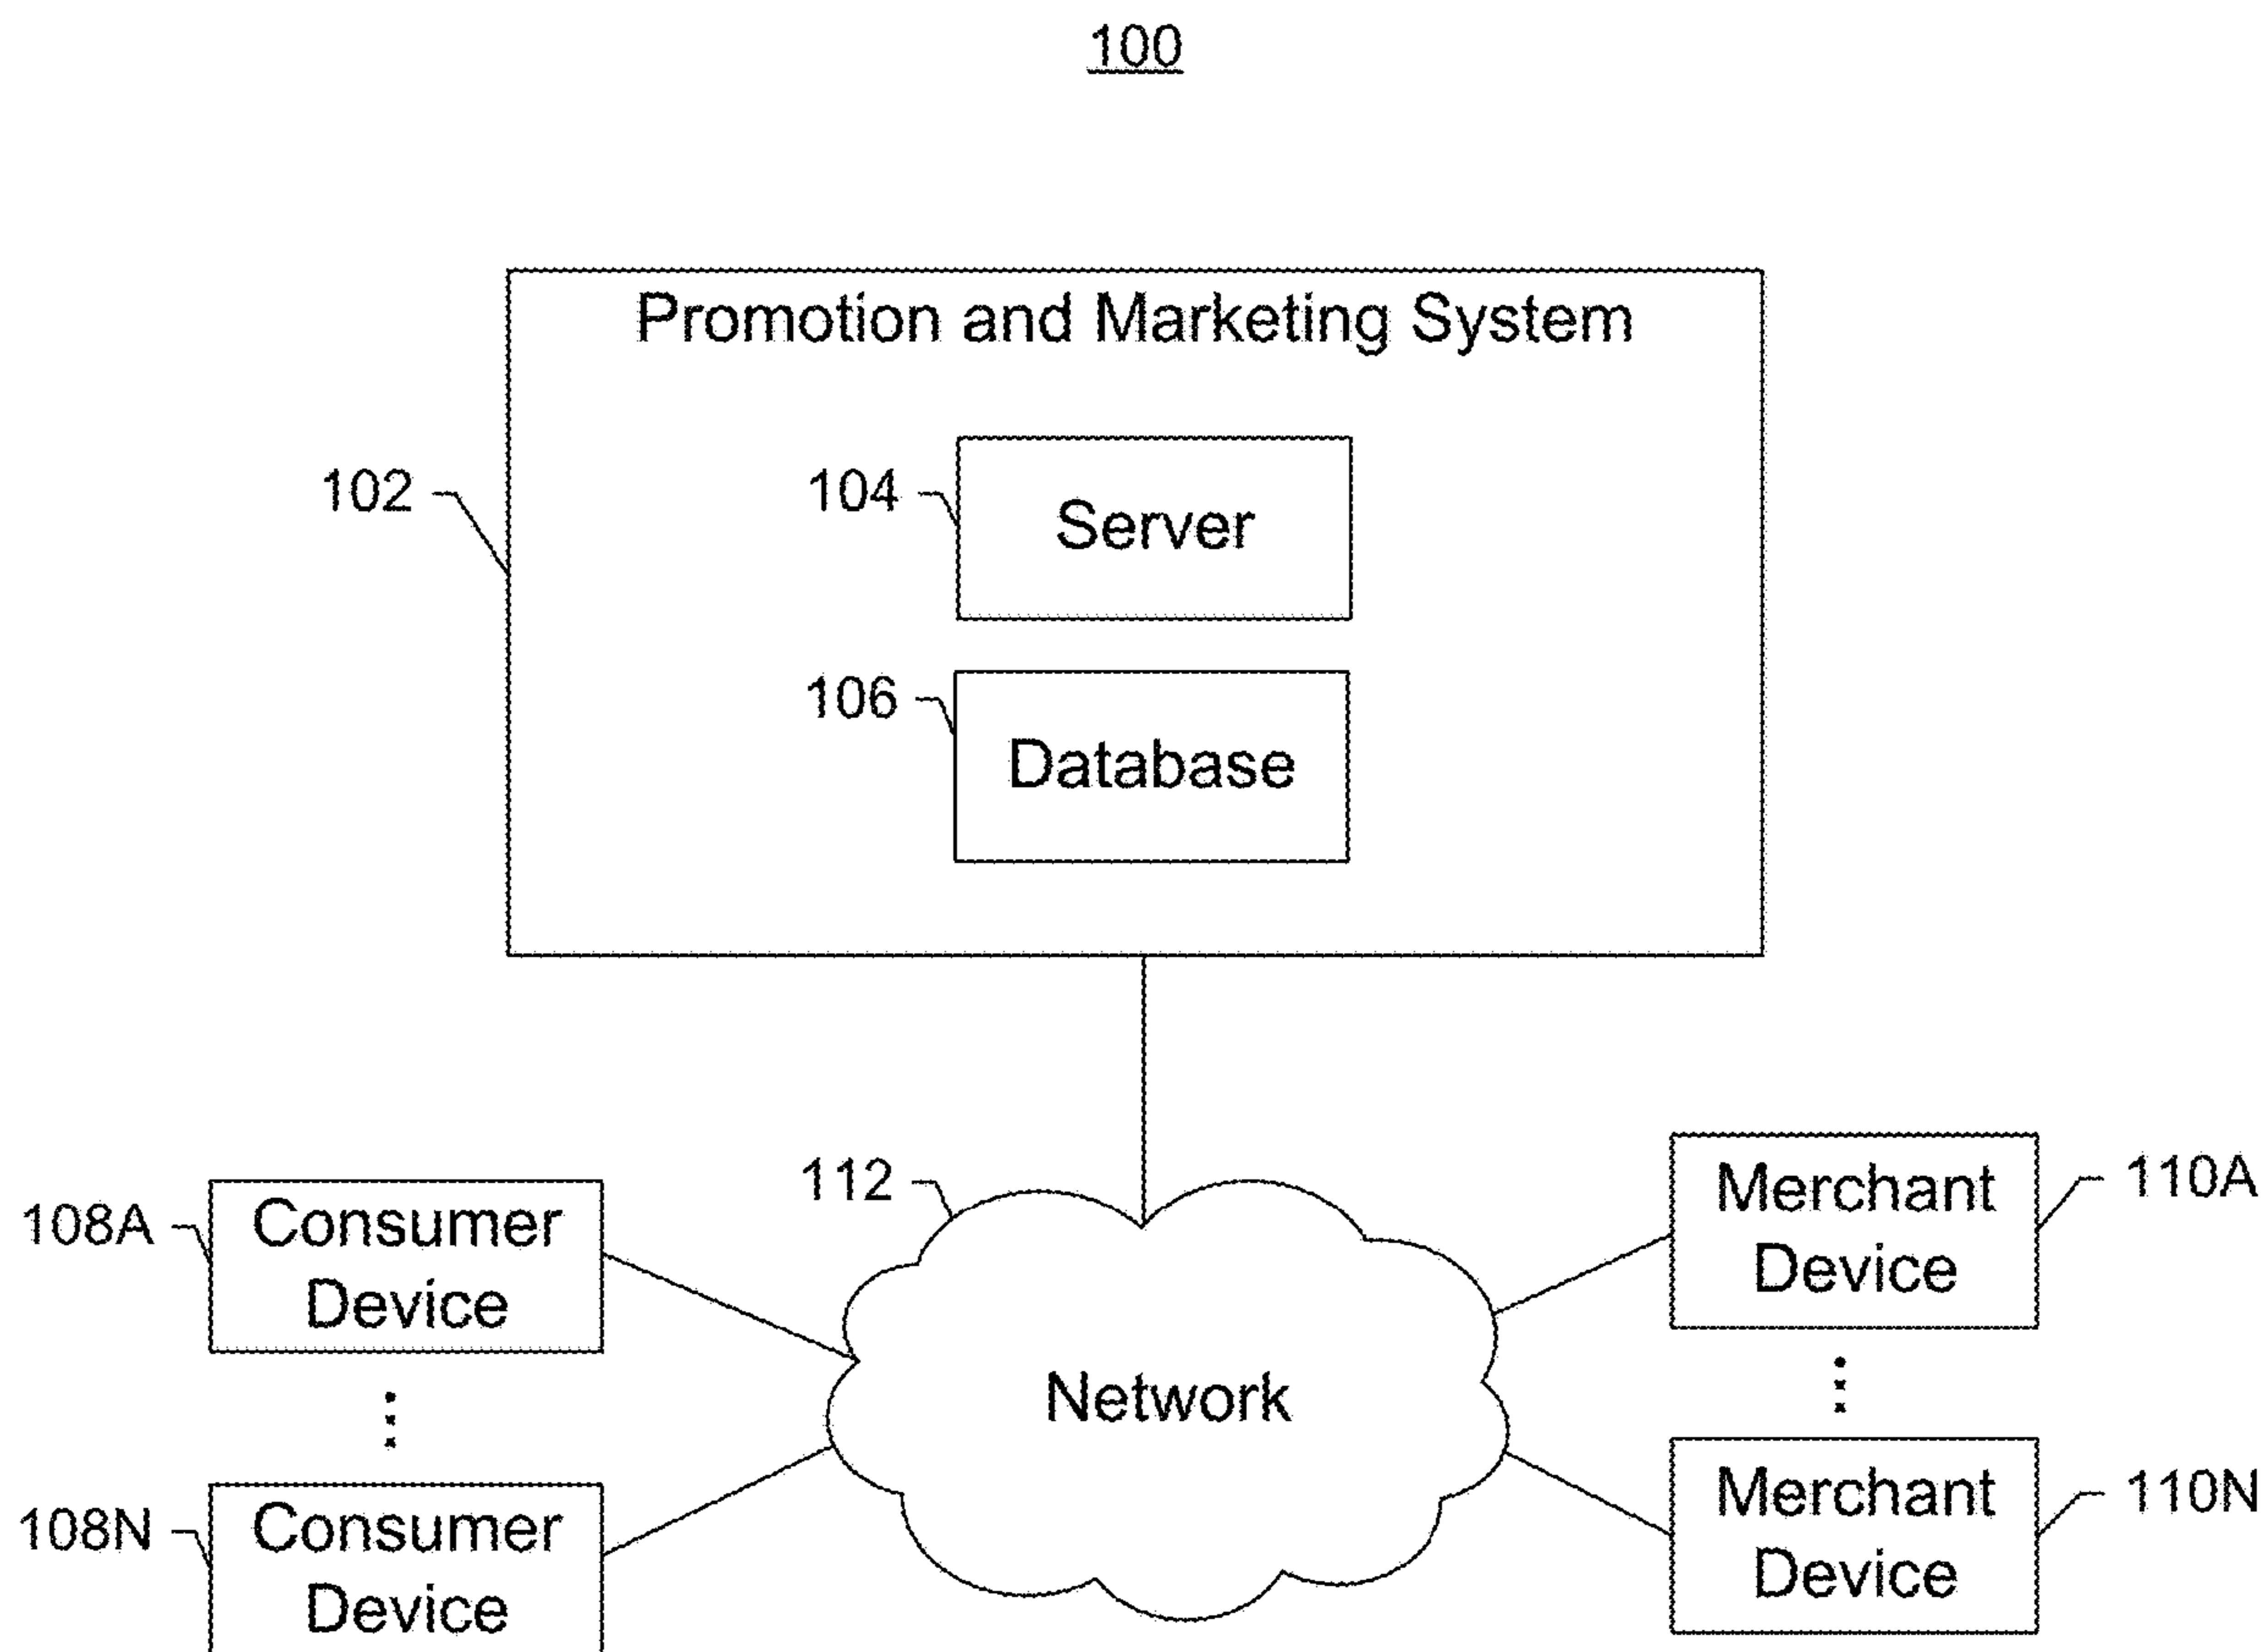 100
Promotion and Marketing System
102
104
Server
106
Database
112
108A
Consumer
Device
108N
Consumer
Device
Network
Merchant
Device
110A
Merchant
Device
110N